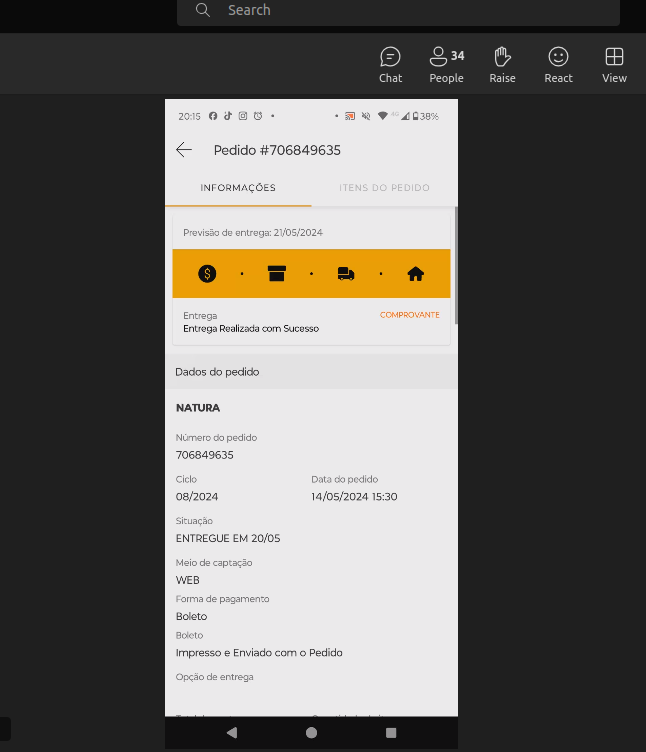 Search
34
Chat People Raise React View
20:15 4G 38%
Pedido #706849635
INFORMAÇÕES ITENS DO PEDIDO
Previsão de entrega: 21/05/2024
Entrega COMPROVANTE
Entrega Realizada com Sucesso
Dados do pedido
NATURA
Número do pedido
706849635
Ciclo Data do pedido
08/2024 14/05/2024 15:30
Situação
ENTREGUE EM 20/05
Meio de captação
WEB
Forma de pagamento
Boleto
Boleto
Impresso e Enviado com o Pedido
Opção de entrega